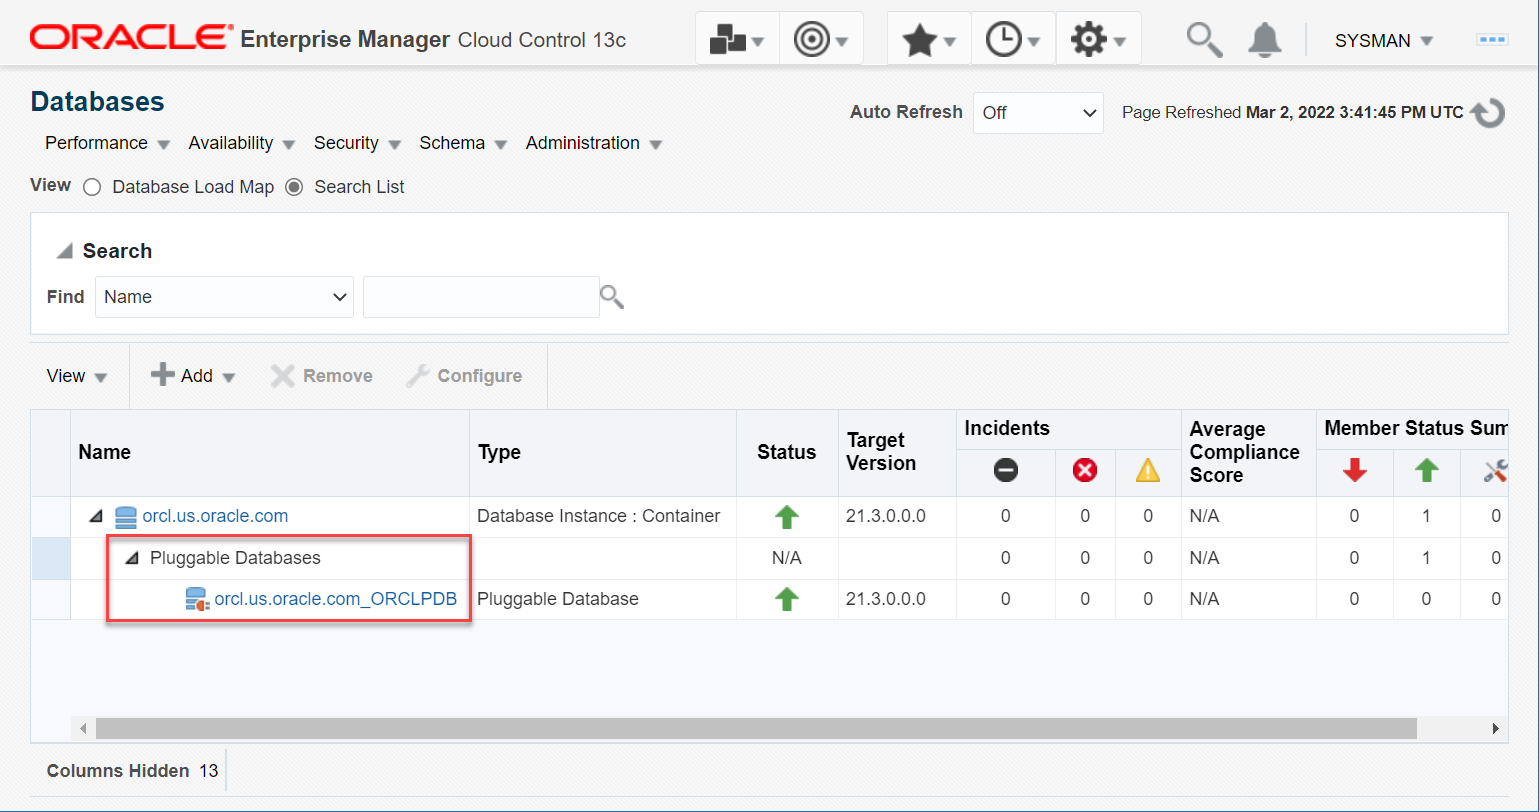 ORACLE Enterprise Manager Cloud Control 13c
SYSMAN
Databases
Auto Refresh Off Page Refreshed Mar 2, 2022 3:41:45 PM UTC
Performance Availability Security Schema Administration
View Database Load Map Search List
Search
Find Name
View Add Remove Configure
Name Type Status Target Version Incidents Average Compliance Score Member Status Sum
orcl.us.oracle.com Database Instance : Container 21.3.0.0.0 0 0 0 N/A 0 1 0
Pluggable Databases N/A 0 0 0 N/A 0 1 0
orcl.us.oracle.com_ORCLPDB Pluggable Database 21.3.0.0.0 0 0 0 N/A 0 0 0
Columns Hidden 13